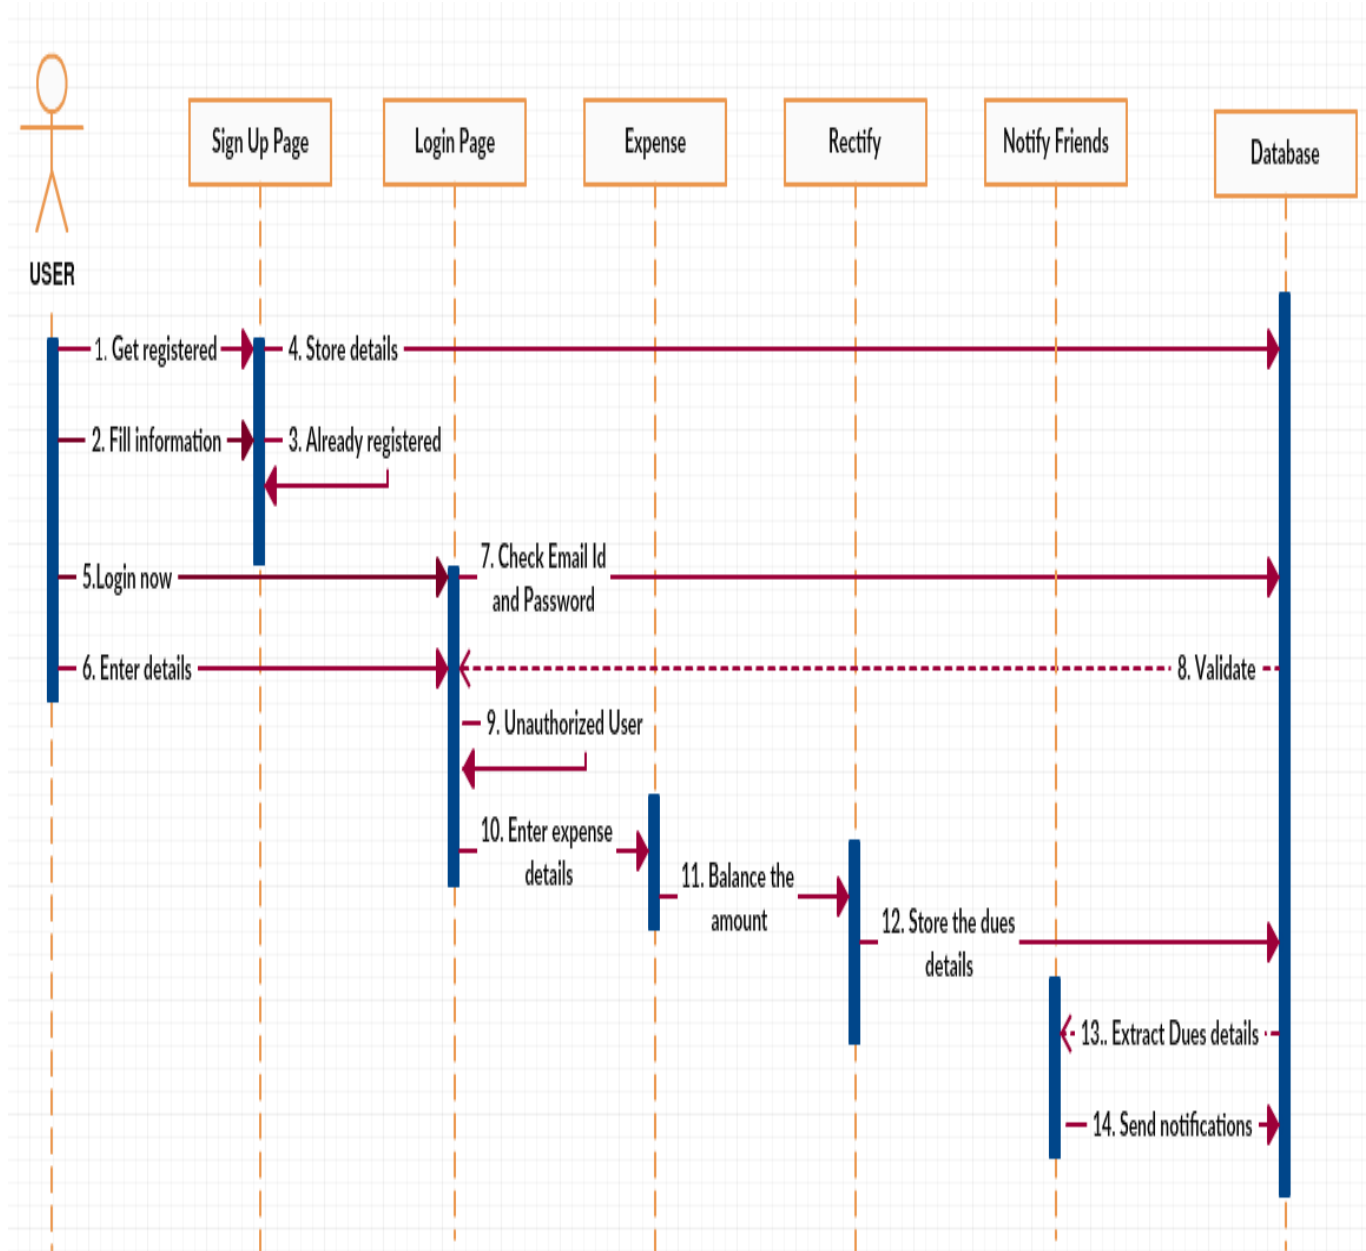 Sign Up Page
Login Page
Expense
Rectify
Notify Friends
Database
USER
1. Get registered
4. Store details
2. Fill information
3. Already registered
5.Login now
7. Check Email Id
and Password
6. Enter details
8. Validate
9. Unauthorized User
10. Enter expense
details
11. Balance the
amount
12. Store the dues
details
13.. Extract Dues details
14. Send notifications